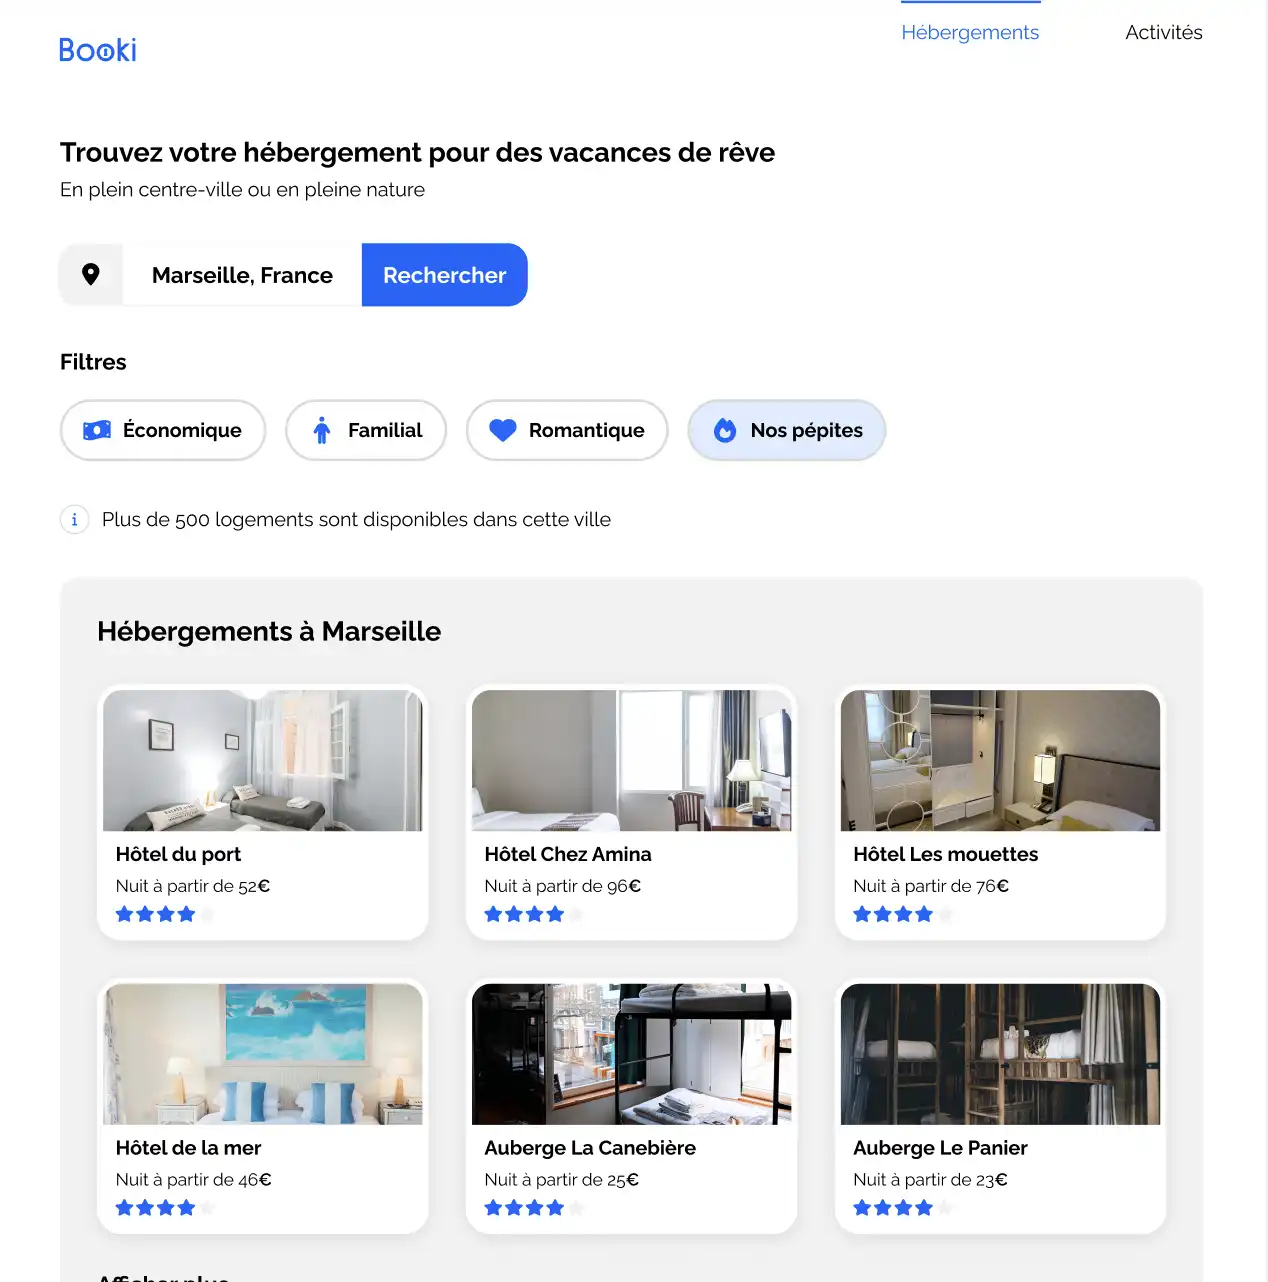 Booki
Hébergements
Activités
Trouvez votre hébergement pour des vacances de rêve
En plein centre-ville ou en pleine nature
Marseille, France
Rechercher
Filtres
Économique
Familial
Romantique
Nos pépites
i Plus de 500 logements sont disponibles dans cette ville
Hébergements à Marseille
Hôtel du port
Nuit à partir de 52€
Hôtel Chez Amina
Nuit à partir de 96€
Hôtel Les mouettes
Nuit à partir de 76€
Hôtel de la mer
Nuit à partir de 46€
Auberge La Canebière
Nuit à partir de 25€
Auberge Le Panier
Nuit à partir de 23€
Afficher plus